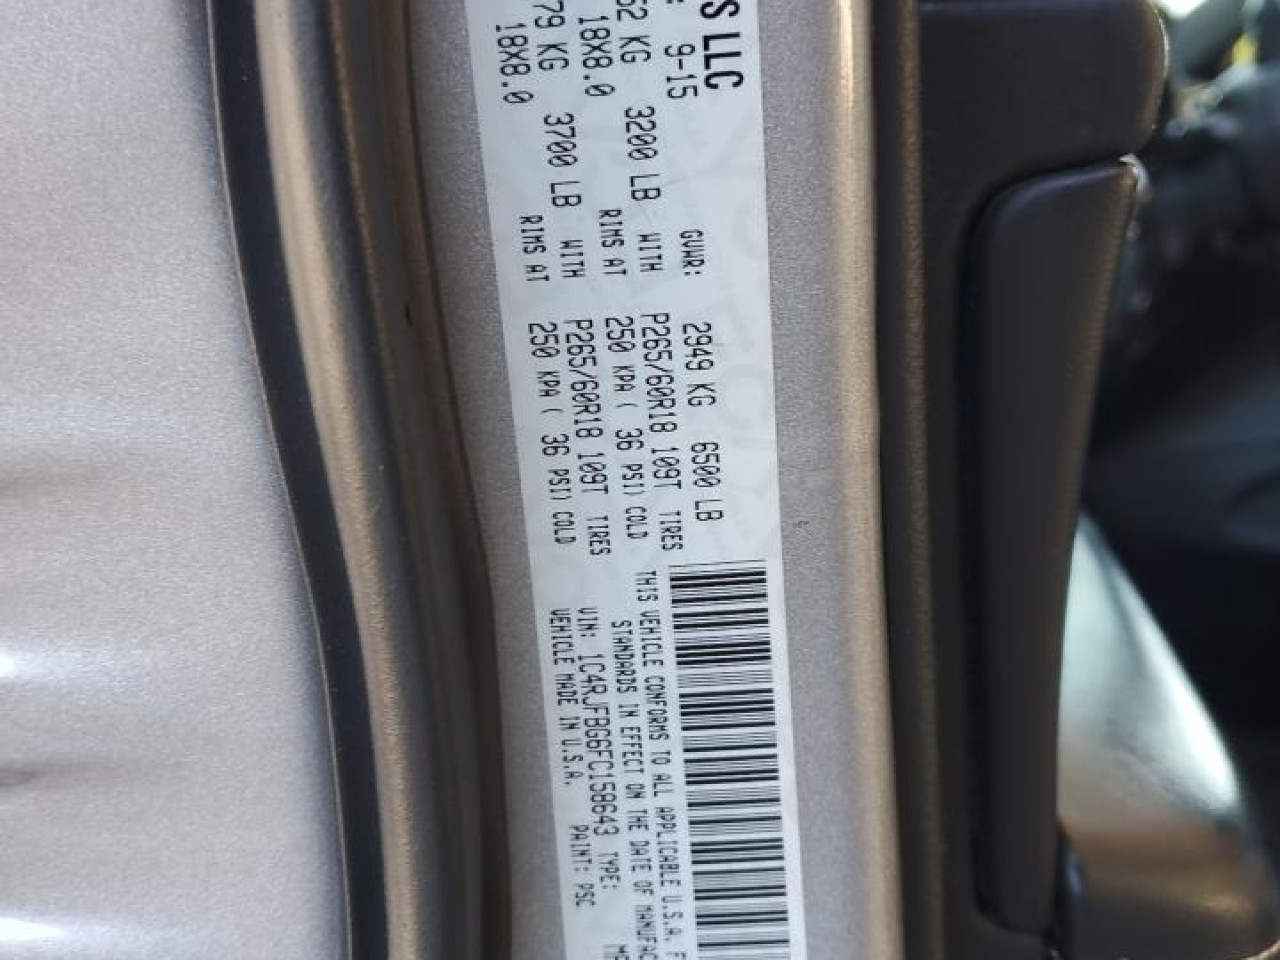 S LLC
9-15 GVWR: 2949 KG 6500 LB
52 KG 3200 LB WITH P265/60R18 109T TIRES
18X8.0 RIMS AT 250 KPA ( 36 PSI) COLD
79 KG 3700 LB WITH P265/60R18 109T TIRES
18X8.0 RIMS AT 250 KPA ( 36 PSI) COLD
THIS VEHICLE CONFORMS TO ALL APPLICABLE U.S.A. F
STANDARDS IN EFFECT ON THE DATE OF MANUFAC
VIN: 1C4RJFBG6FC158643 TYPE:
VEHICLE MADE IN U.S.A. PAINT: PSC